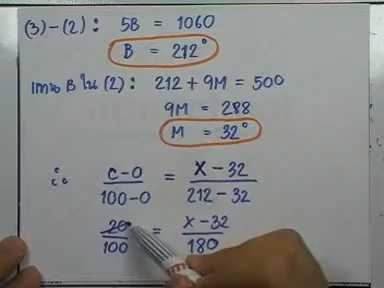 (3)-(2) : 5B = 1060
B = 212°
แทน B ใน (2) : 212 + 9M = 500
9M = 288
M = 32°
∴ C-0/100-0 = X-32/212-32
20/100 = X-32/180